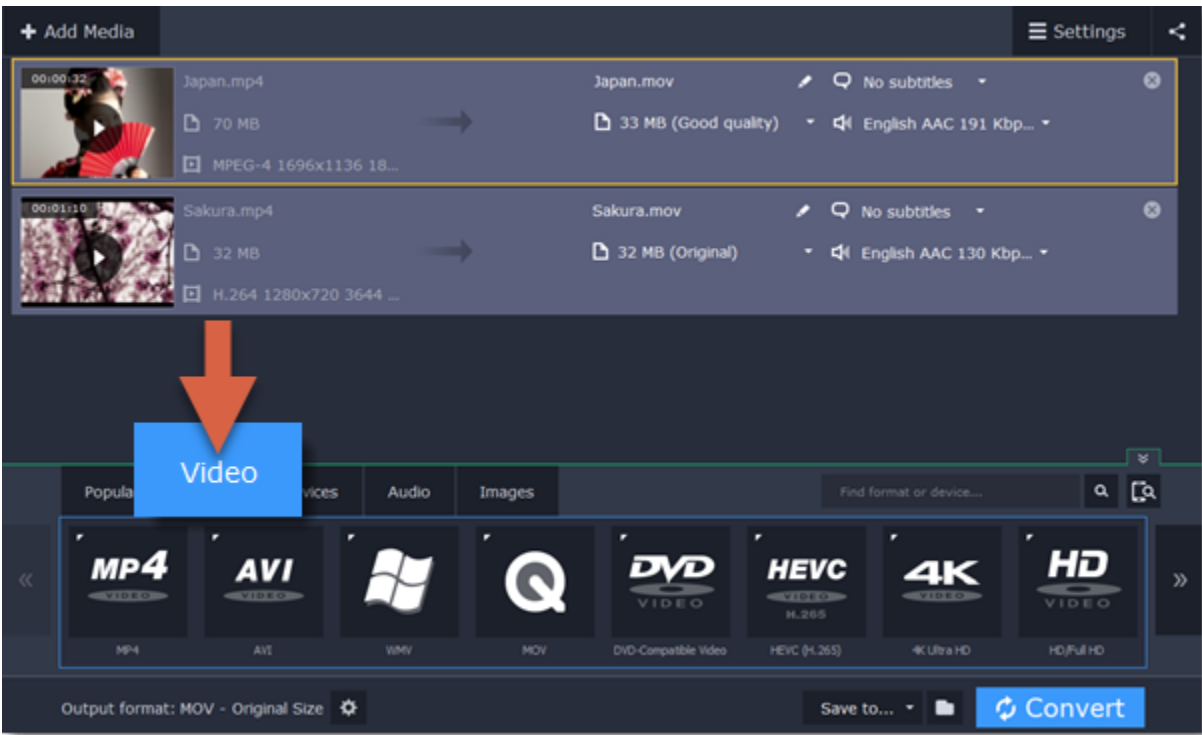 Add Media
Settings
00:00:32
Japan.mp4
Japan.mov
No subtitles
70 MB
33 MB (Good quality)
English AAC 191 Kbp...
MPEG-4 1696x1136 18...
00:01:10
Sakura.mp4
Sakura.mov
No subtitles
32 MB
32 MB (Original)
English AAC 130 Kbp...
H.264 1280x720 3644 ...
Video
Popula
vices
Audio
Images
Find format or device...
MP4
VIDEO
AVI
VIDEO
DVD
VIDEO
HEVC
VIDEO
H.265
4K
VIDEO
HD
VIDEO
MP4
AVI
WMV
MOV
DVD-Compatible Video
HEVC (H.265)
4K Ultra HD
HD/Full HD
Output format: MOV - Original Size
Save to...
Convert